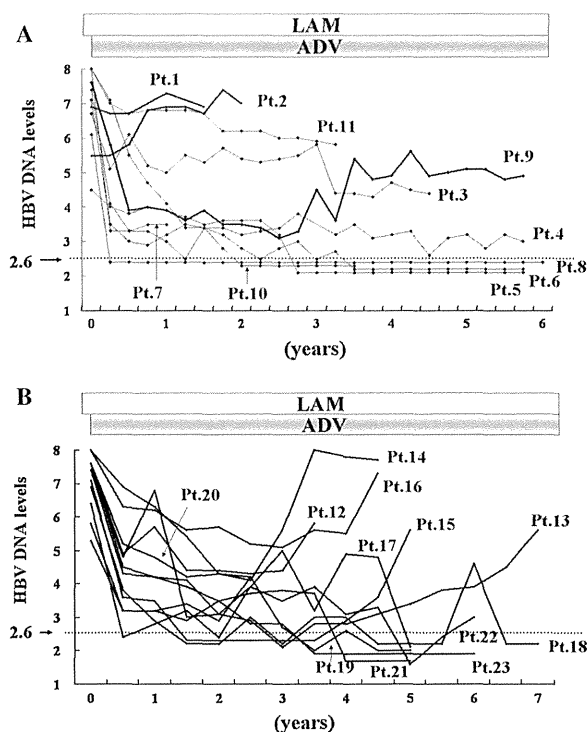 A
LAM
ADV
HBV DNA levels
8
7
6
5
4
3
2.6
2
1
Pt.1
Pt.2
Pt.11
Pt.9
Pt.3
Pt.4
Pt.8
Pt.6
Pt.5
Pt.7
Pt.10
0 1 2 3 4 5 6
(years)
B
LAM
ADV
HBV DNA levels
8
7
6
5
4
3
2.6
2
1
Pt.14
Pt.16
Pt.20
Pt.12
Pt.15
Pt.13
Pt.17
Pt.22
Pt.18
Pt.19
Pt.21
Pt.23
0 1 2 3 4 5 6 7
(years)